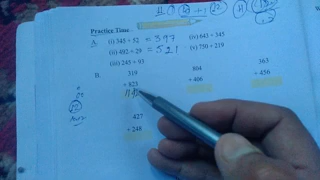 Practice Time
A. (i) 345 + 52 = 397 (iv) 643 + 345
(ii) 492 + 29 = 521 (v) 750 + 219
(iii) 245 + 93
B. 319 804 363
+ 823 + 406 + 456
427
+ 248